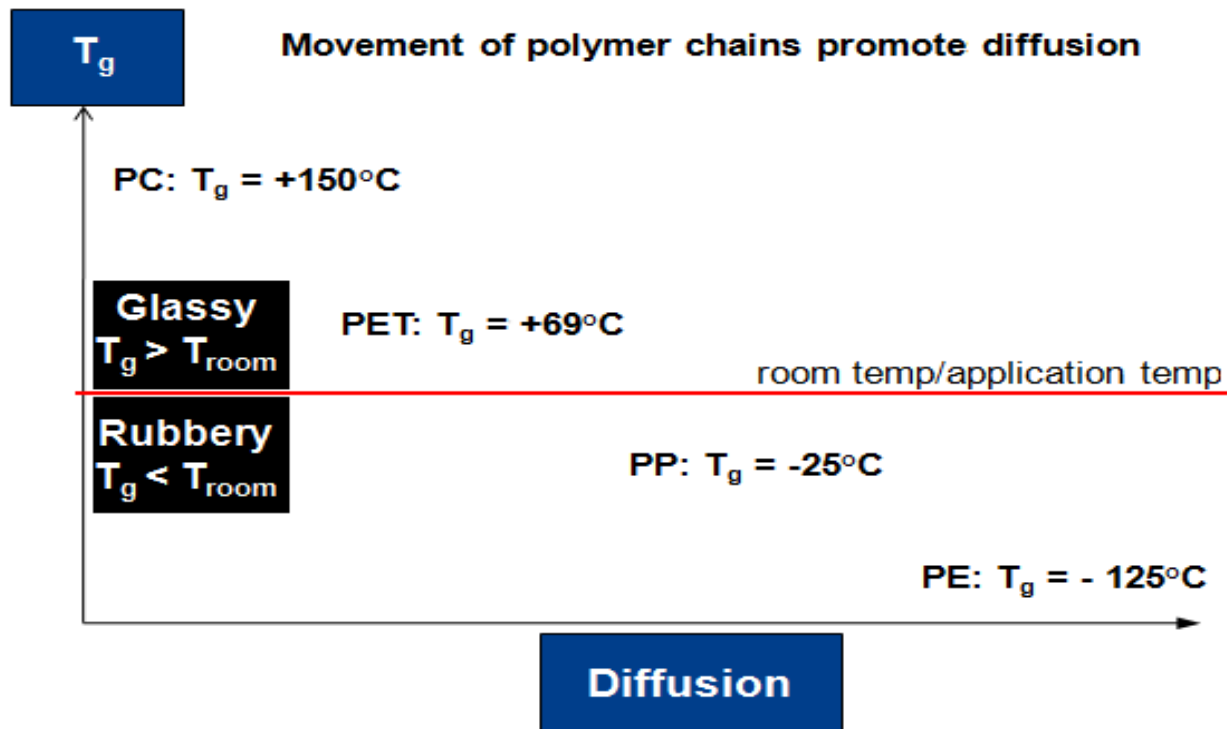 Tg
Movement of polymer chains promote diffusion
PC: Tg = +150°C
Glassy
Tg > Troom
PET: Tg = +69°C
room temp/application temp
Rubbery
Tg < Troom
PP: Tg = -25°C
PE: Tg = - 125°C
Diffusion